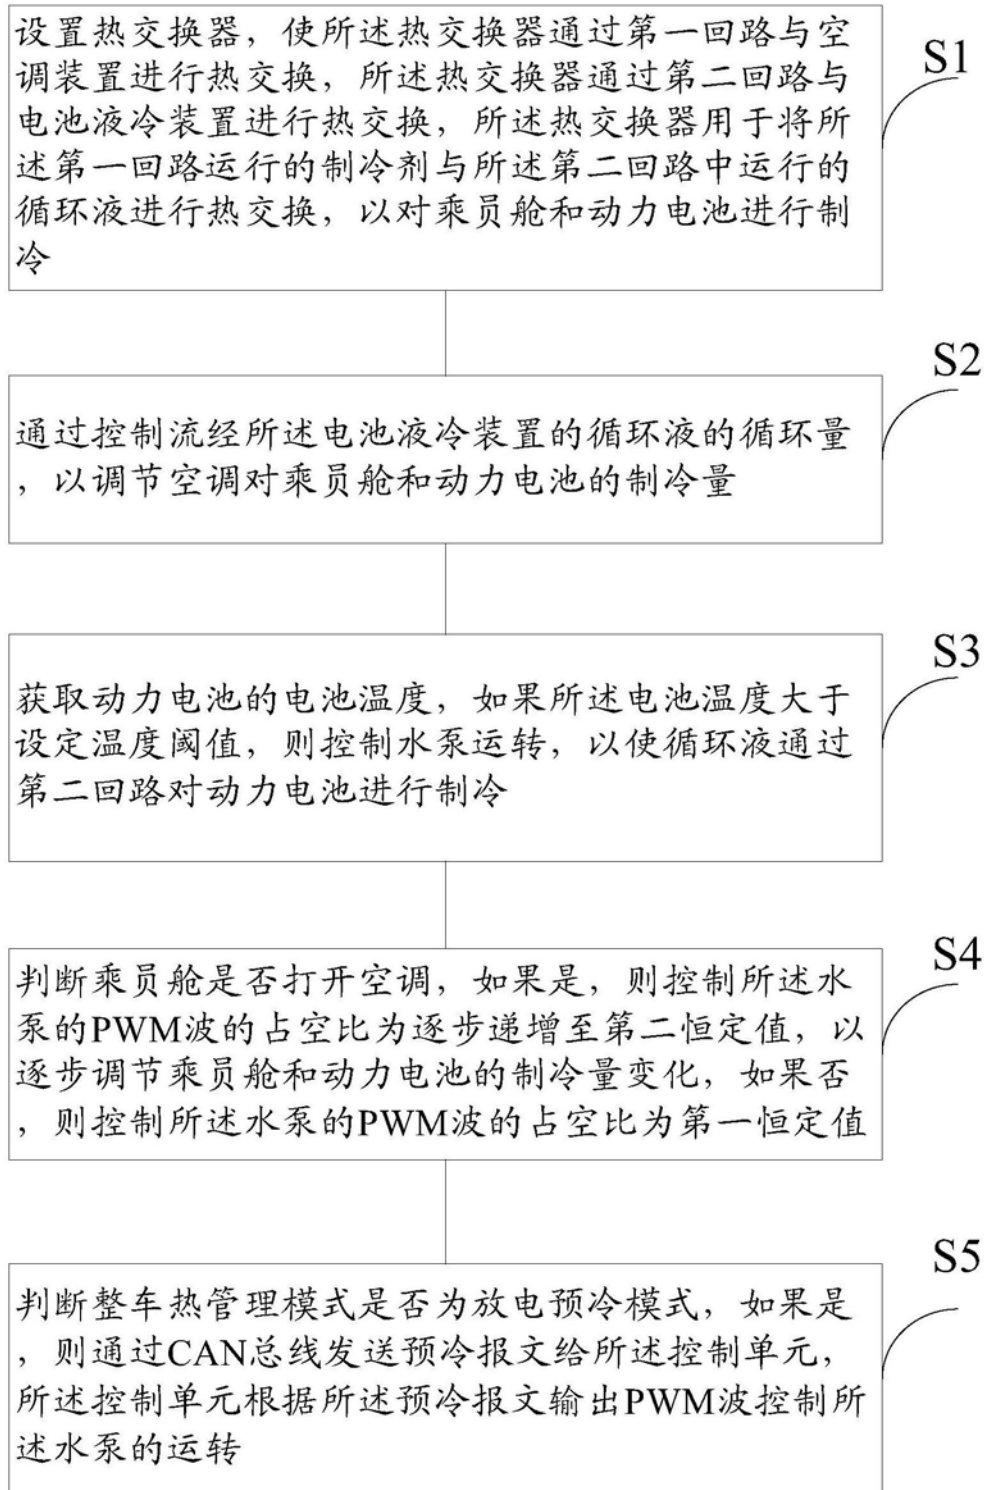 设置热交换器，使所述热交换器通过第一回路与空
调装置进行热交换，所述热交换器通过第二回路与
电池液冷装置进行热交换，所述热交换器用于将所
述第一回路运行的制冷剂与所述第二回路中运行的
循环液进行热交换，以对乘员舱和动力电池进行制
冷
S1
通过控制流经所述电池液冷装置的循环液的循环量
，以调节空调对乘员舱和动力电池的制冷量
S2
获取动力电池的电池温度，如果所述电池温度大于
设定温度阈值，则控制水泵运转，以使循环液通过
第二回路对动力电池进行制冷
S3
判断乘员舱是否打开空调，如果是，则控制所述水
泵的PWM波的占空比为逐步递增至第二恒定值，以
逐步调节乘员舱和动力电池的制冷量变化，如果否
，则控制所述水泵的PWM波的占空比为第一恒定值
S4
判断整车热管理模式是否为放电预冷模式，如果是
，则通过CAN总线发送预冷报文给所述控制单元，
所述控制单元根据所述预冷报文输出PWM波控制所
述水泵的运转
S5